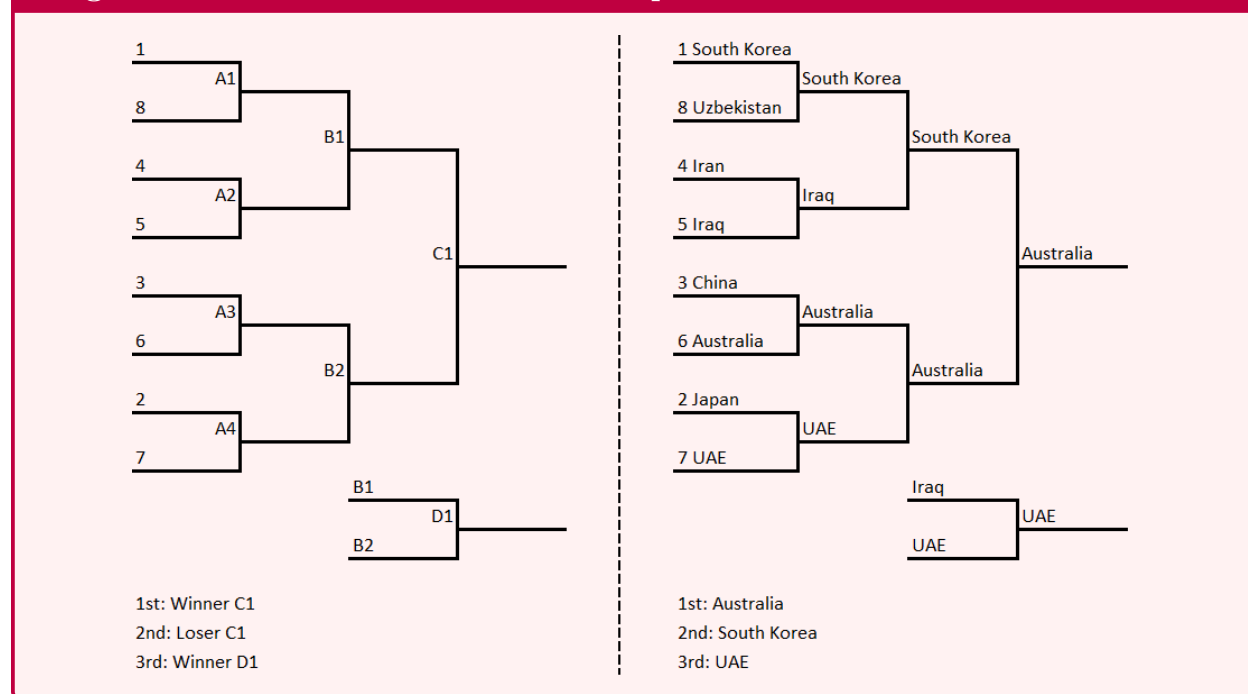 1
A1
8
B1
4
A2
5
C1
3
A3
6
B2
2
A4
7
B1
D1
B2
1st: Winner C1
2nd: Loser C1
3rd: Winner D1
1 South Korea
South Korea
8 Uzbekistan
South Korea
4 Iran
Iraq
5 Iraq
Australia
3 China
Australia
6 Australia
Australia
2 Japan
UAE
7 UAE
Iraq
UAE
UAE
1st: Australia
2nd: South Korea
3rd: UAE